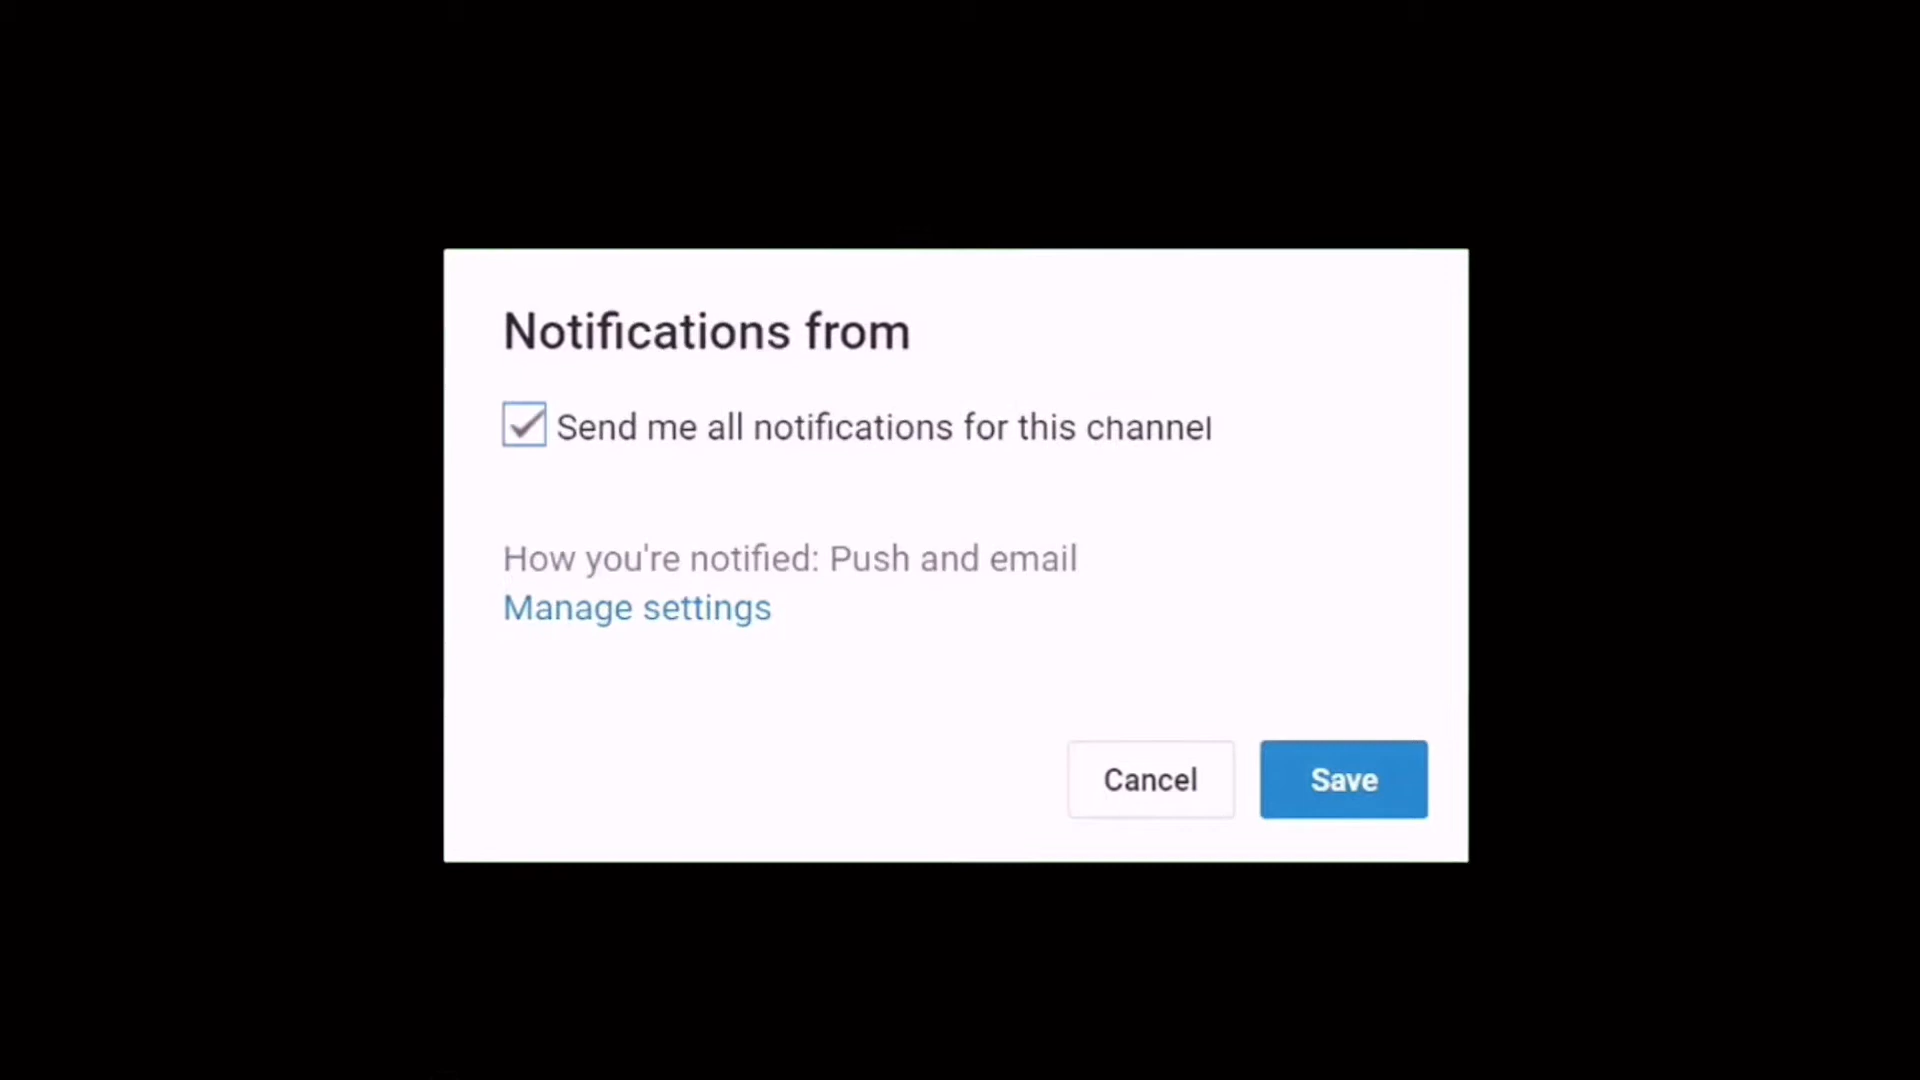 Notifications from
Send me all notifications for this channel
How you're notified: Push and email
Manage settings
Cancel
Save